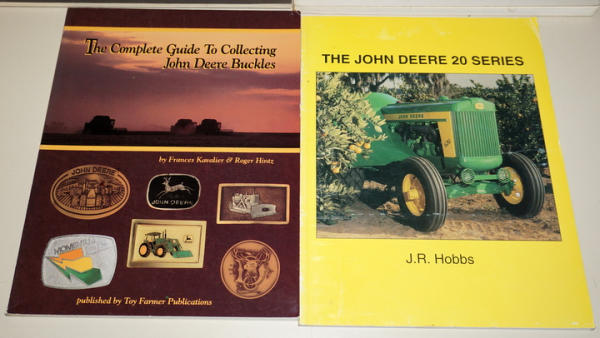 The Complete Guide To Collecting
John Deere Buckles
by Frances Kavalier & Roger Hintz
JOHN DEERE
JOHN DEERE
published by Toy Farmer Publications
THE JOHN DEERE 20 SERIES
JOHN DEERE
J.R. Hobbs